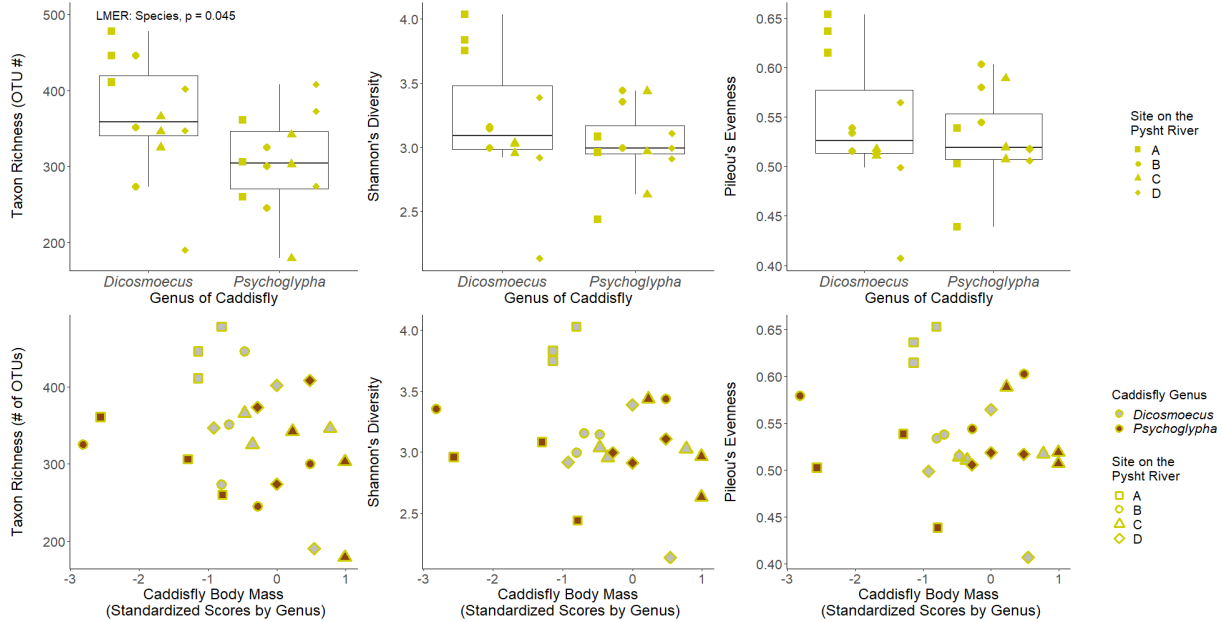 LMER: Species, p = 0.045
Taxon Richness (OTU #)
500
400
300
200
Dicosmoecus
Psychoglypha
Genus of Caddisfly
Shannon's Diversity
4.0
3.5
3.0
2.5
Dicosmoecus
Psychoglypha
Genus of Caddisfly
Pileou's Evenness
0.65
0.60
0.55
0.50
0.45
0.40
Dicosmoecus
Psychoglypha
Genus of Caddisfly
Site on the
Pysht River
A
B
C
D
Taxon Richness (# of OTUs)
400
300
200
-3
-2
-1
0
1
Caddisfly Body Mass
(Standardized Scores by Genus)
Shannon's Diversity
4.0
3.5
3.0
2.5
-3
-2
-1
0
1
Caddisfly Body Mass
(Standardized Scores by Genus)
Pileou's Evenness
0.65
0.60
0.55
0.50
0.45
0.40
-3
-2
-1
0
1
Caddisfly Body Mass
(Standardized Scores by Genus)
Caddisfly Genus
Dicosmoecus
Psychoglypha
Site on the
Pysht River
A
B
C
D